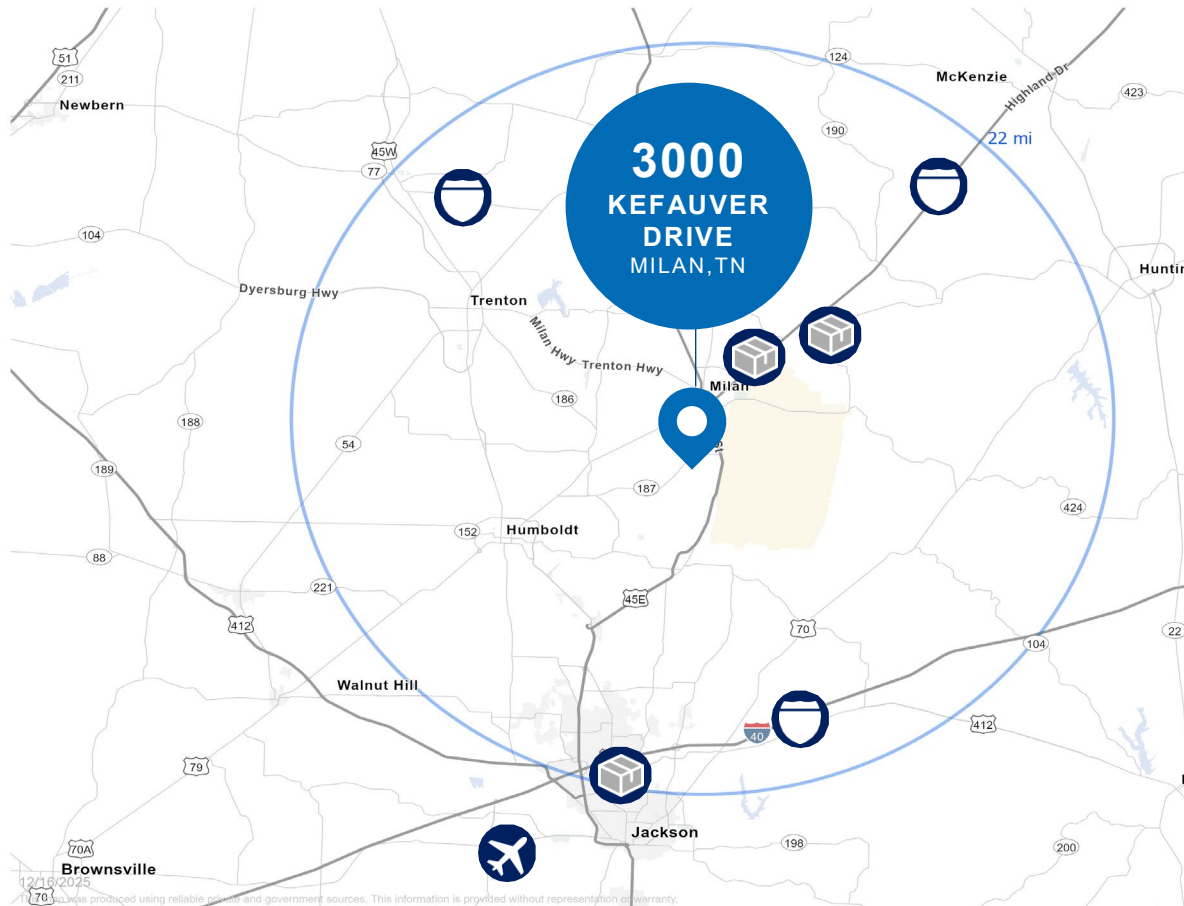 51
211
Newbern
124
McKenzie
Highland Dr
423
190
22 mi
45W
77
3000
KEFAUVER
DRIVE
MILAN, TN
104
Dyersburg Hwy
Trenton
Milan Hwy
Trenton Hwy
Milan
186
188
54
189
187
424
152
Humboldt
88
221
45E
412
70
104
22
Walnut Hill
40
412
79
Jackson
198
200
70A
Brownsville
12/16/2025
70
This map was produced using reliable private and government sources. This information is provided without representation or warranty.